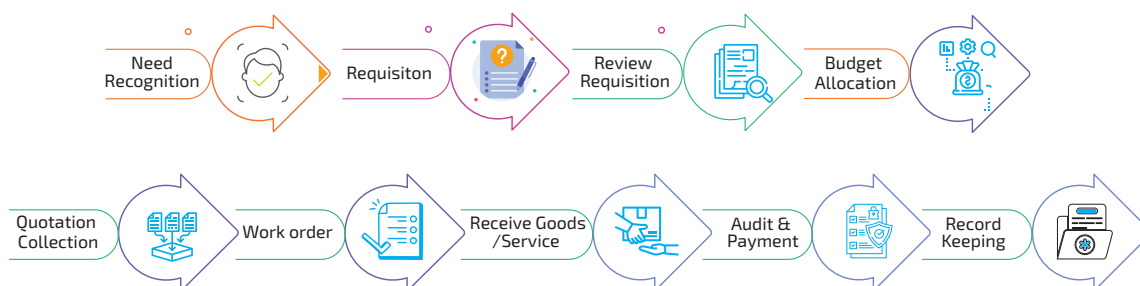 Need
Recognition
Requisiton
Review
Requisition
Budget
Allocation
Quotation
Collection
Work order
Receive Goods
/Service
Audit &
Payment
Record
Keeping